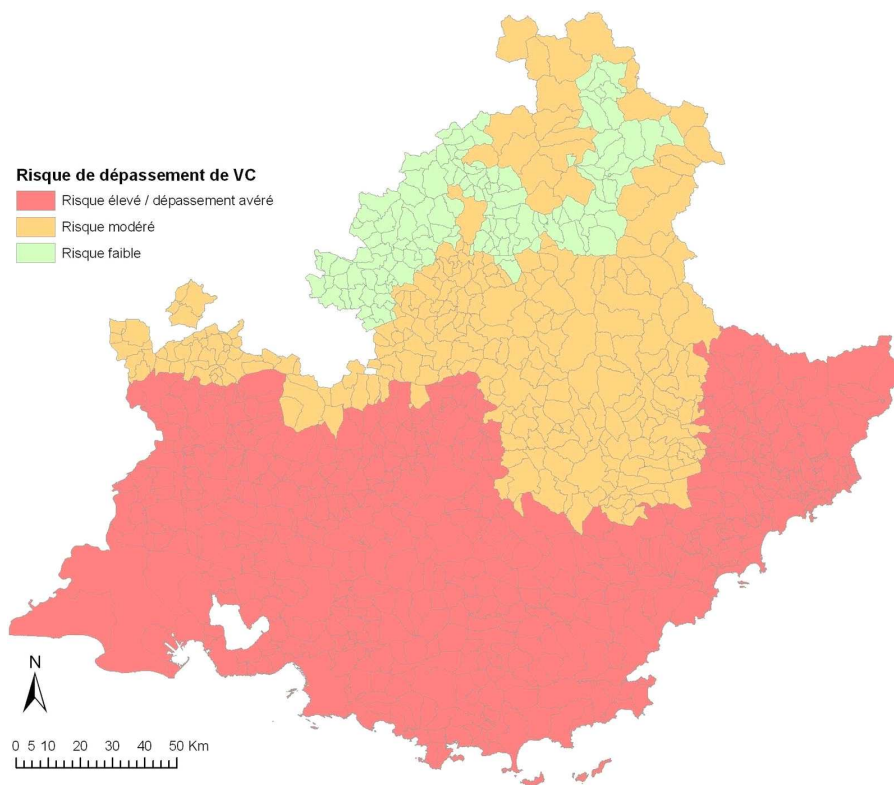 Risque de dépassement de VC
Risque élevé / dépassement avéré
Risque modéré
Risque faible
N
0 5 10 20 30 40 50 Km